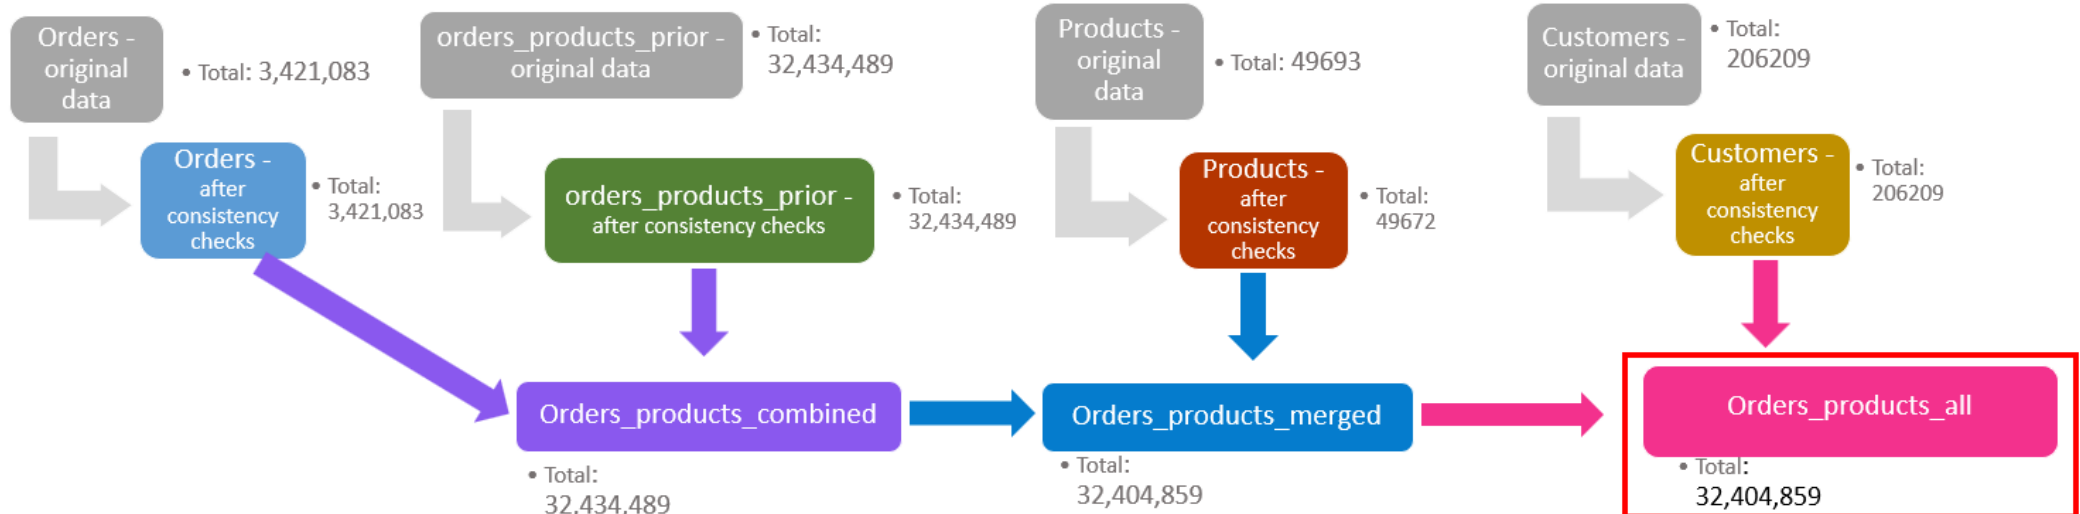 Orders -
original
data
• Total: 3,421,083
orders_products_prior -
original data
• Total:
32,434,489
Products -
original
data
• Total: 49693
Customers -
original data
• Total:
206209
Orders -
after
consistency
checks
• Total:
3,421,083
orders_products_prior -
after consistency checks
• Total:
32,434,489
Products -
after
consistency
checks
• Total:
49672
Customers -
after
consistency
checks
• Total:
206209
Orders_products_combined
• Total:
32,434,489
Orders_products_merged
• Total:
32,404,859
Orders_products_all
• Total:
32,404,859